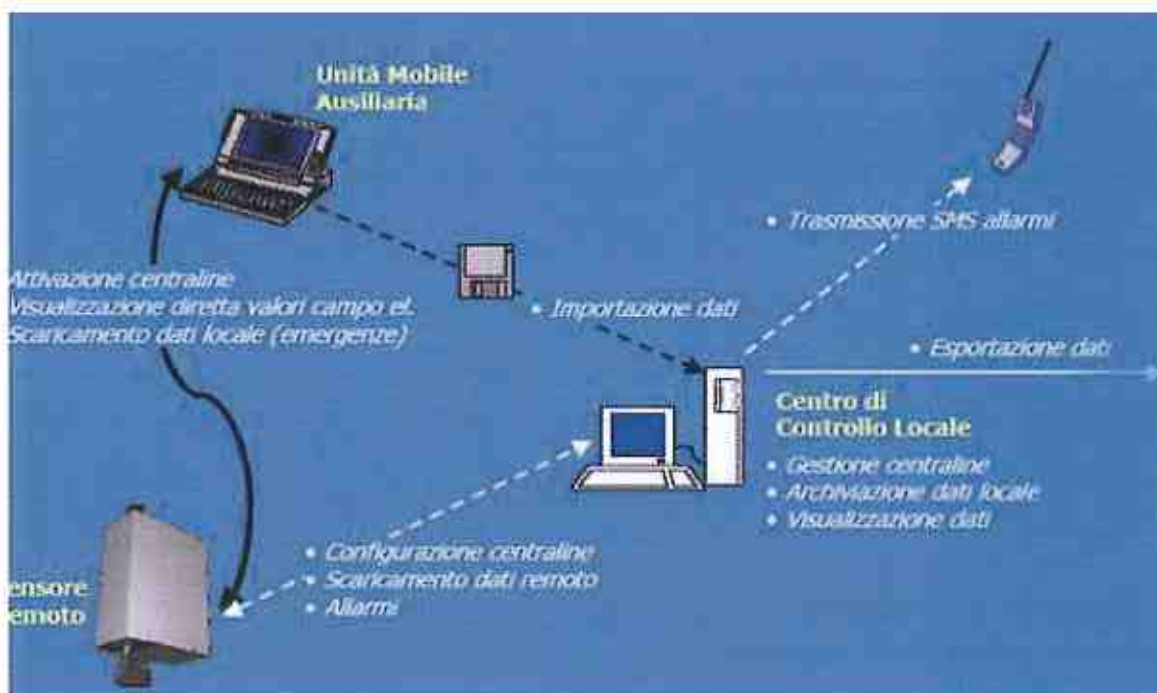 Unità Mobile
Ausiliaria
• Trasmissione SMS allarmi
Attivazione centraline
Visualizzazione diretta valori campo el.
Scaricamento dati locale (emergenze)
• Importazione dati
• Esportazione dati
Centro di
Controllo Locale
• Gestione centraline
• Archiviazione dati locale
• Visualizzazione dati
• Configurazione centraline
• Scaricamento dati remoto
• Allarmi
ensore
emoto